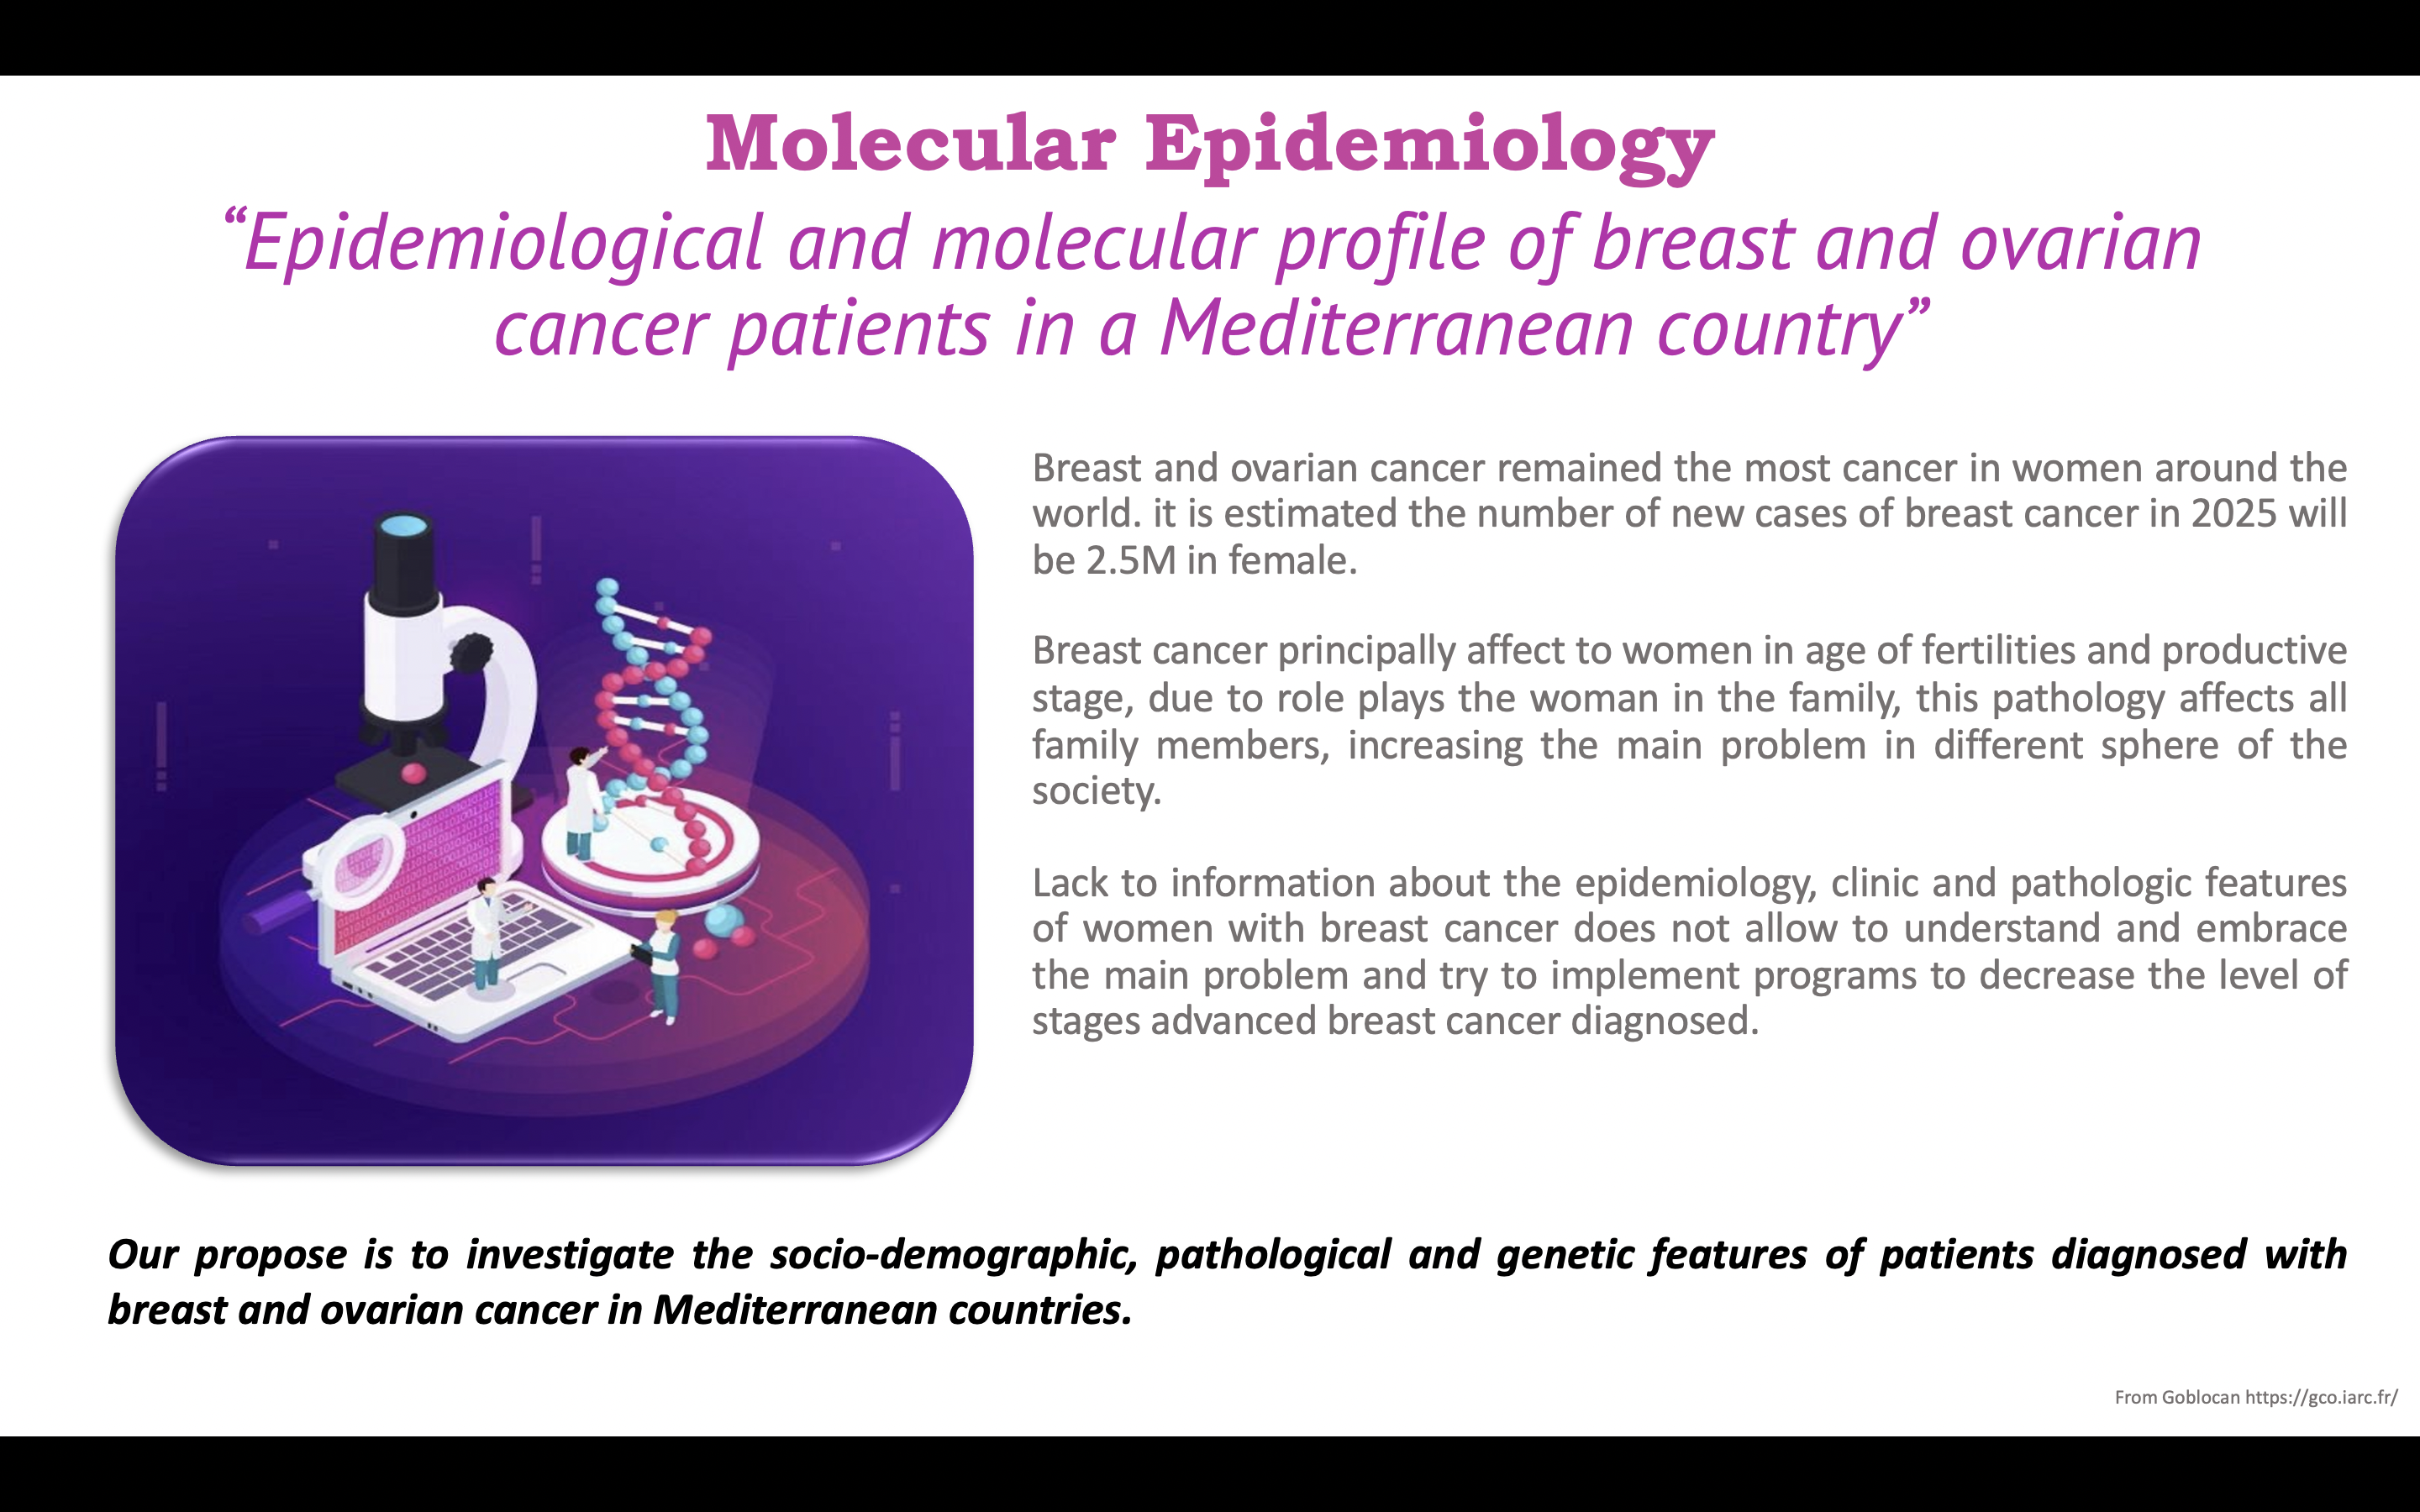 Molecular Epidemiology
“Epidemiological and molecular profile of breast and ovarian
cancer patients in a Mediterranean country”
Breast and ovarian cancer remained the most cancer in women around the
world. it is estimated the number of new cases of breast cancer in 2025 will
be 2.5M in female.
Breast cancer principally affect to women in age of fertilities and productive
stage, due to role plays the woman in the family, this pathology affects all
family members, increasing the main problem in different sphere of the
society.
Lack to information about the epidemiology, clinic and pathologic features
of women with breast cancer does not allow to understand and embrace
the main problem and try to implement programs to decrease the level of
stages advanced breast cancer diagnosed.
Our propose is to investigate the socio-demographic, pathological and genetic features of patients diagnosed with
breast and ovarian cancer in Mediterranean countries.
From Goblocan https://gco.iarc.fr/